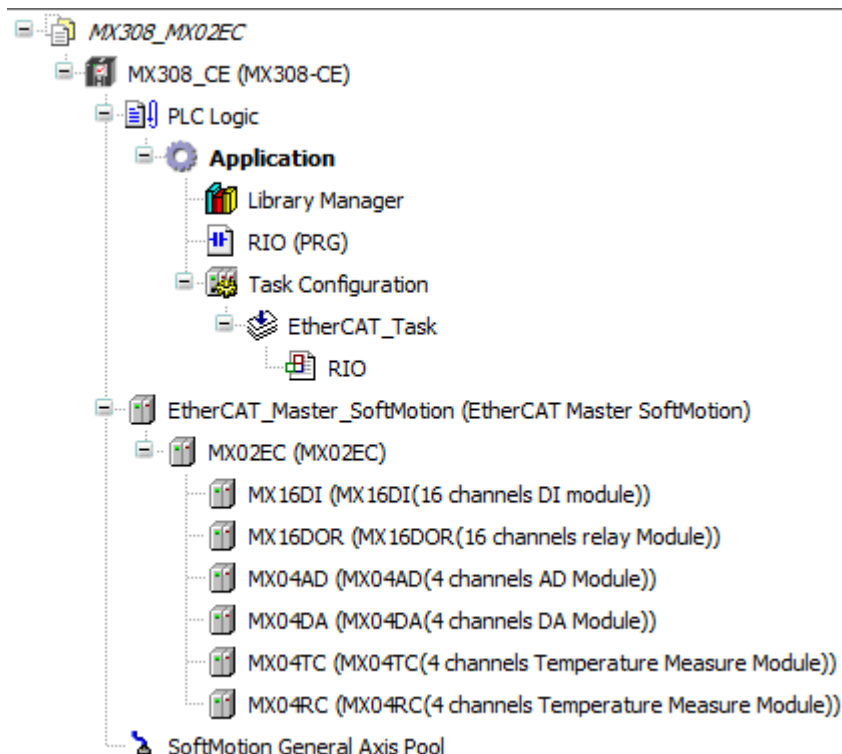 MX308_MX02EC
MX308_CE (MX308-CE)
PLC Logic
Application
Library Manager
RIO (PRG)
Task Configuration
EtherCAT_Task
RIO
EtherCAT_Master_SoftMotion (EtherCAT Master SoftMotion)
MX02EC (MX02EC)
MX16DI (MX16DI(16 channels DI module))
MX16DOR (MX16DOR(16 channels relay Module))
MX04AD (MX04AD(4 channels AD Module))
MX04DA (MX04DA(4 channels DA Module))
MX04TC (MX04TC(4 channels Temperature Measure Module))
MX04RC (MX04RC(4 channels Temperature Measure Module))
SoftMotion General Axis Pool